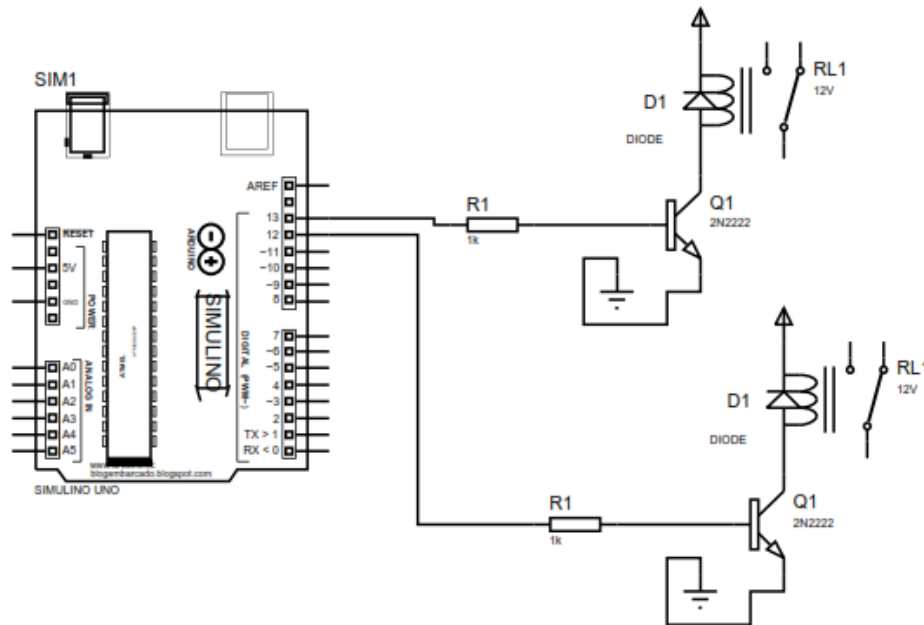 SIM1
RL1
12V
D1
DIODE
AREF
13
12
~11
~10
~9
8
RESET
5V
GND
POWER
ARDUINO
SIMULINO
DIGITAL (PWM~)
7
~6
~5
4
~3
2
TX > 1
RX < 0
ANALOG IN
A0
A1
A2
A3
A4
A5
blogembarcado.blogspot.com
SIMULINO UNO
R1
1k
Q1
2N2222
RL1
12V
D1
DIODE
R1
1k
Q1
2N2222